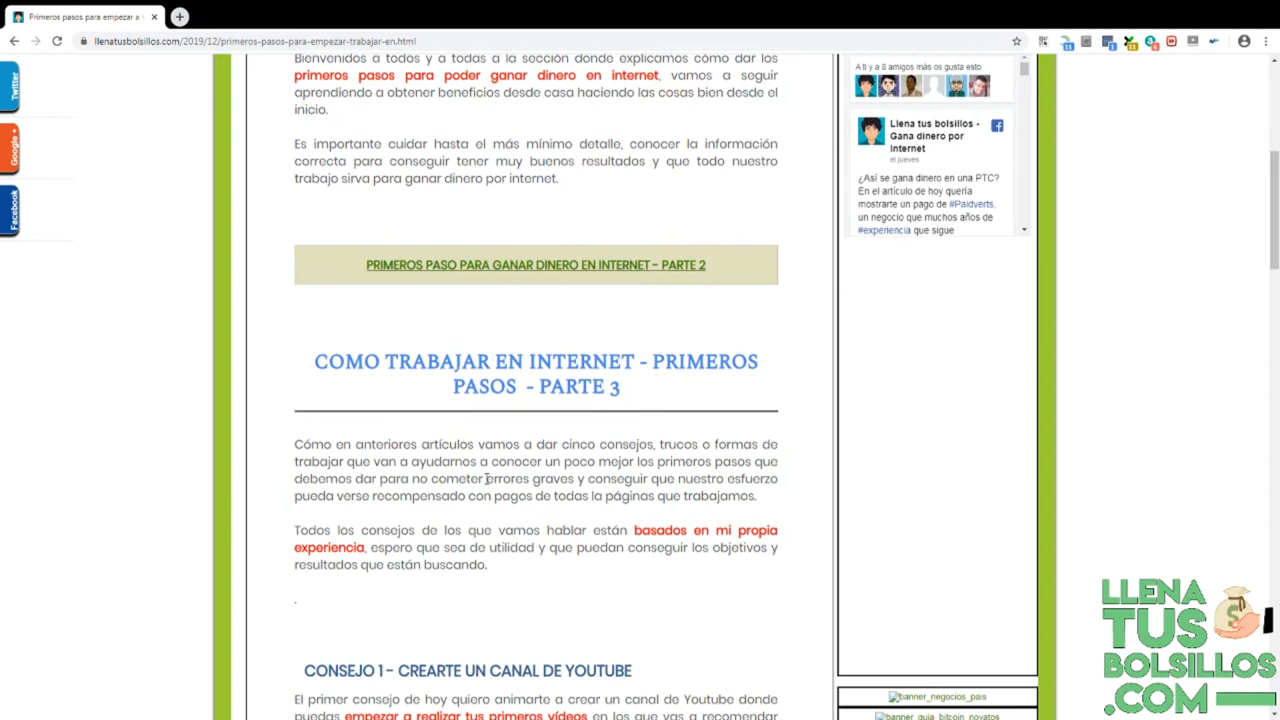 Primeros pasos para empezar a
llenatusbolsillos.com/2019/12/primeros-pasos-para-empezar-trabajar-en.html
11
1
11
6
Twitter
Google +
Facebook
Bienvenidos a todos y a todas a la sección donde explicamos cómo dar los
primeros pasos para poder ganar dinero en internet, vamos a seguir
aprendiendo a obtener beneficios desde casa haciendo las cosas bien desde el
inicio.
Es importante cuidar hasta el más mínimo detalle, conocer la información
correcta para conseguir tener muy buenos resultados y que todo nuestro
trabajo sirva para ganar dinero por internet.
PRIMEROS PASO PARA GANAR DINERO EN INTERNET - PARTE 2
COMO TRABAJAR EN INTERNET - PRIMEROS
PASOS - PARTE 3
Cómo en anteriores artículos vamos a dar cinco consejos, trucos o formas de
trabajar que van a ayudarnos a conocer un poco mejor los primeros pasos que
debemos dar para no cometer errores graves y conseguir que nuestro esfuerzo
pueda verse recompensado con pagos de todas la páginas que trabajamos.
Todos los consejos de los que vamos hablar están basados en mi propia
experiencia, espero que sea de utilidad y que puedan conseguir los objetivos y
resultados que están buscando.
.
CONSEJO 1 - CREARTE UN CANAL DE YOUTUBE
El primer consejo de hoy quiero animarte a crear un canal de Youtube donde
puedas empezar a realizar tus primeros vídeos en los que vas a recomendar
A ti y a 8 amigos más os gusta esto
Llena tus bolsillos -
Gana dinero por
Internet
el jueves
¿Así se gana dinero en una PTC?
En el artículo de hoy quería
mostrarte un pago de #Paidverts,
un negocio que muchos años de
#experiencia que sigue
banner_negocios_pais
banner_guia_bitcoin_novatos
LLENA
TUS
BOLSILLOS
.COM